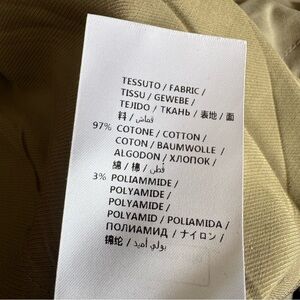 TESSUTO / FABRIC /
TISSU / GEWEBE /
TEJIDO / ТКАНЬ / 表地 / 面
料 / قماش
97% COTONE / COTTON /
COTON / BAUMWOLLE /
ALGODON / ХЛОПОК /
綿 / 棉 / قطن
3% POLIAMMIDE /
POLYAMIDE /
POLYAMIDE /
POLYAMID / POLIAMIDA /
ПОЛИАМИД / ナイロン /
锦纶 / بولي أميد